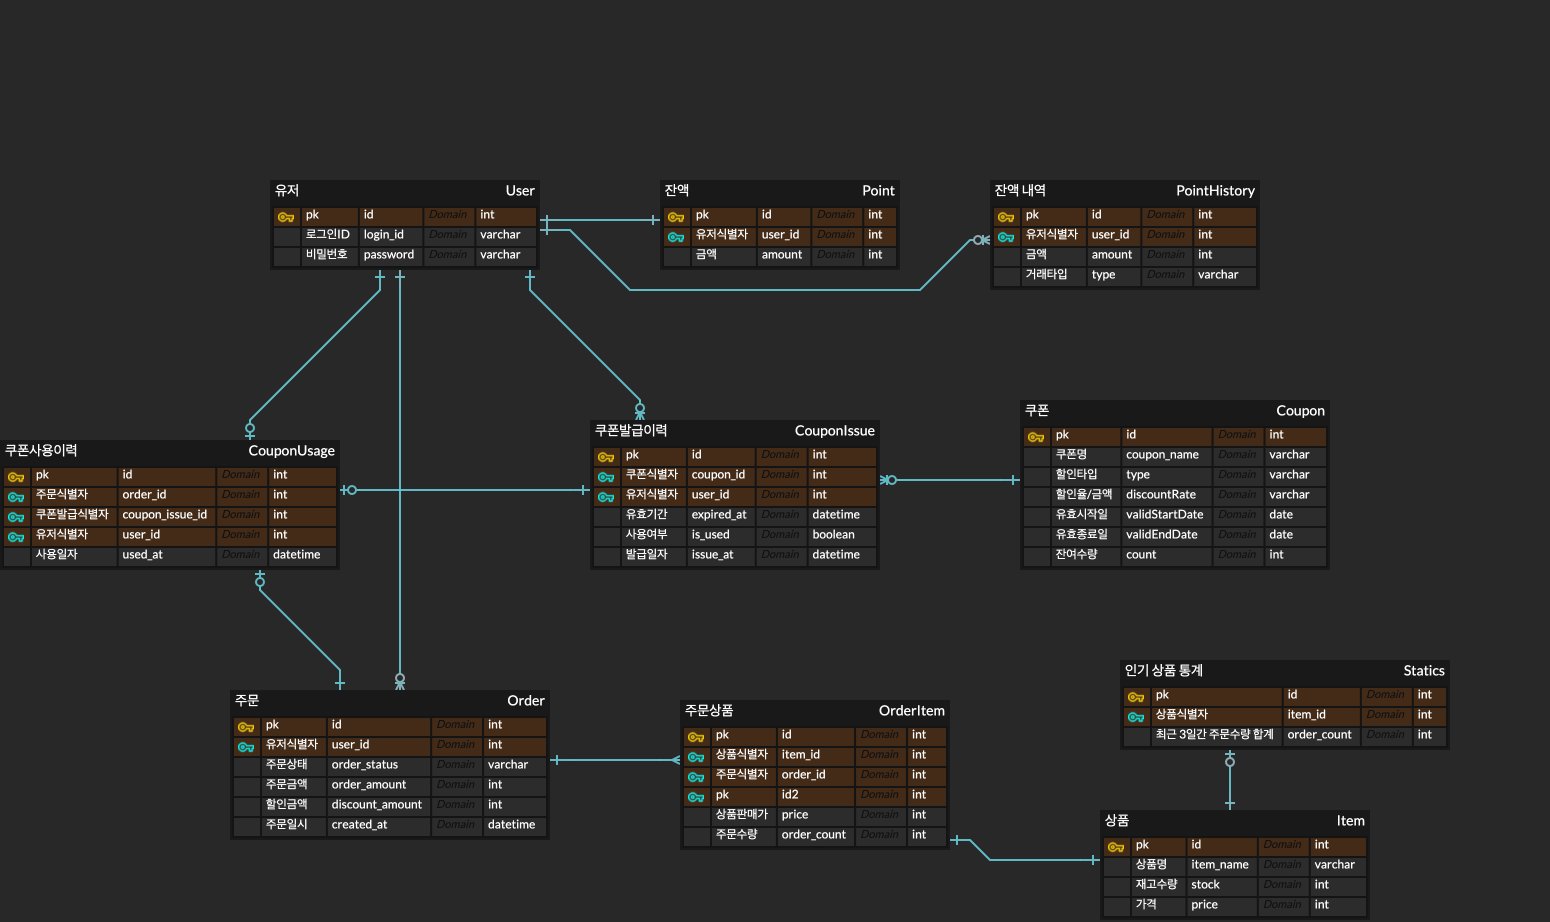 유저 User
pk id Domain int
로그인ID login_id Domain varchar
비밀번호 password Domain varchar
잔액 Point
pk id Domain int
유저식별자 user_id Domain int
금액 amount Domain int
잔액 내역 PointHistory
pk id Domain int
유저식별자 user_id Domain int
금액 amount Domain int
거래타입 type Domain varchar
쿠폰사용이력 CouponUsage
pk id Domain int
주문식별자 order_id Domain int
쿠폰발급식별자 coupon_issue_id Domain int
유저식별자 user_id Domain int
사용일자 used_at Domain datetime
쿠폰발급이력 CouponIssue
pk id Domain int
쿠폰식별자 coupon_id Domain int
유저식별자 user_id Domain int
유효기간 expired_at Domain datetime
사용여부 is_used Domain boolean
발급일자 issue_at Domain datetime
쿠폰 Coupon
pk id Domain int
쿠폰명 coupon_name Domain varchar
할인타입 type Domain varchar
할인율/금액 discountRate Domain varchar
유효시작일 validStartDate Domain date
유효종료일 validEndDate Domain date
잔여수량 count Domain int
주문 Order
pk id Domain int
유저식별자 user_id Domain int
주문상태 order_status Domain varchar
주문금액 order_amount Domain int
할인금액 discount_amount Domain int
주문일시 created_at Domain datetime
주문상품 OrderItem
pk id Domain int
상품식별자 item_id Domain int
주문식별자 order_id Domain int
pk id2 Domain int
상품판매가 price Domain int
주문수량 order_count Domain int
인기 상품 통계 Statics
pk id Domain int
상품식별자 item_id Domain int
최근 3일간 주문수량 합계 order_count Domain int
상품 Item
pk id Domain int
상품명 item_name Domain varchar
재고수량 stock Domain int
가격 price Domain int